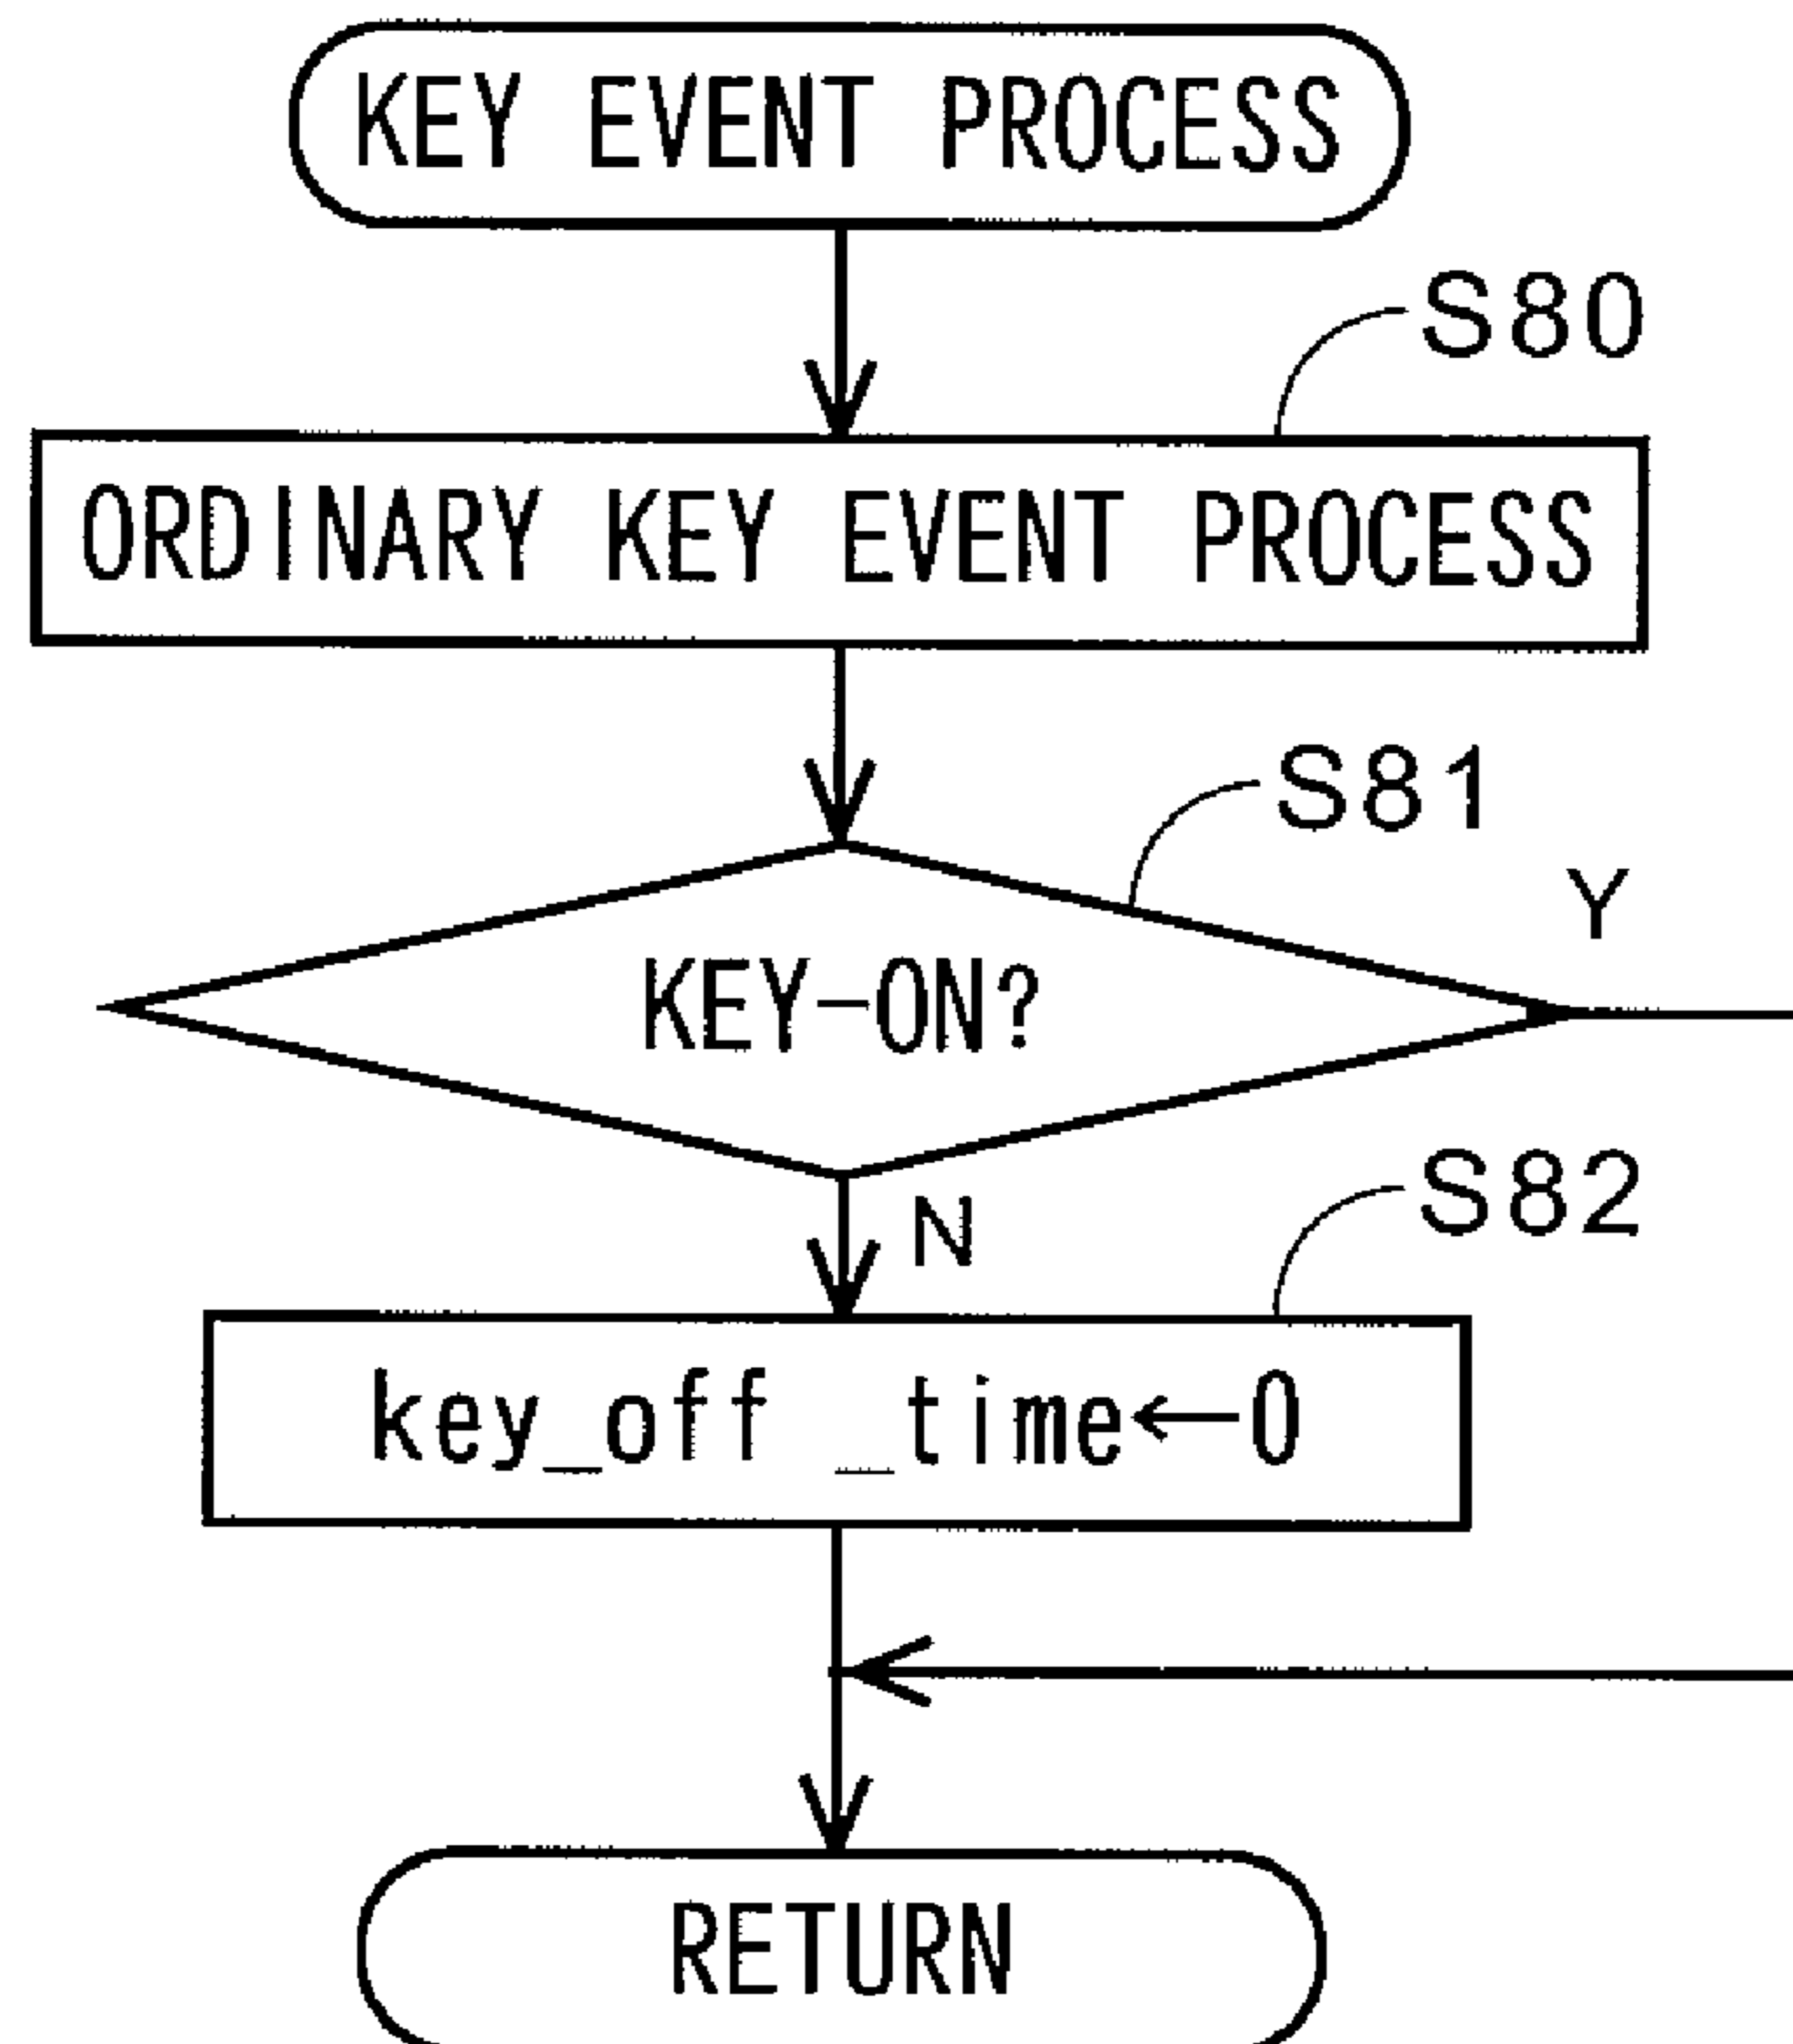 KEY EVENT PROCESS
S80
ORDINARY KEY EVENT PROCESS
S81
Y
KEY-ON?
N
S82
key_off _time←0
RETURN